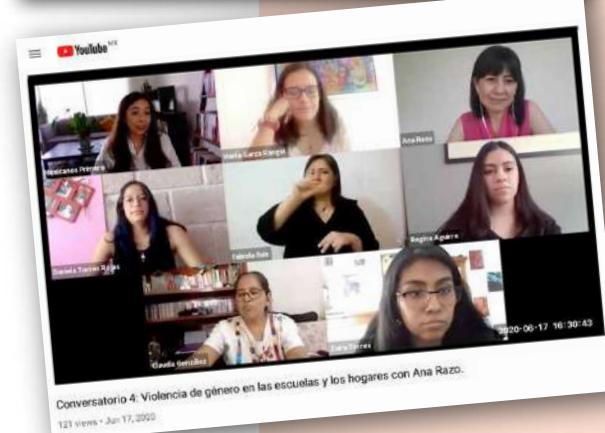 YouTube MX
Mexicanos Primero
María Garza Rangel
Ana Razo
Daniela Torres Rojas
Fabiola Ruiz
Regina Aguirre
Claudia González
Torres
2020-06-17 16:30:43
Conversatorio 4: Violencia de género en las escuelas y los hogares con Ana Razo.
121 views • Jun 17, 2020